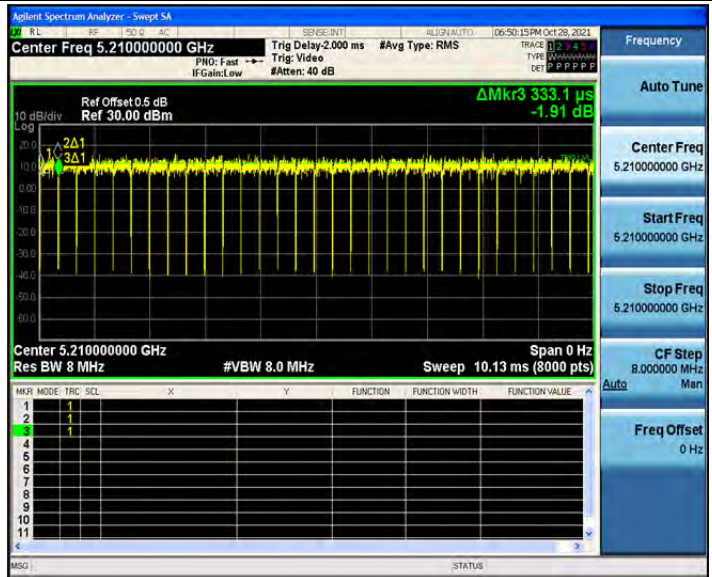 Agilent Spectrum Analyzer - Swept SA
RL RF 50 Ω AC SENSE:INT ALIGNAUTO 06:50:15 PM Oct 28, 2021
Center Freq 5.210000000 GHz
PNO: Fast
IFGain:Low
Trig Delay-2.000 ms
Trig: Video
#Atten: 40 dB
#Avg Type: RMS
TRACE 1 2 3 4 5 6
TYPE
DET P P P P P P
Frequency
Auto Tune
Center Freq
5.210000000 GHz
Start Freq
5.210000000 GHz
Stop Freq
5.210000000 GHz
CF Step
8.000000 MHz
Auto Man
Freq Offset
0 Hz
ΔMkr3 333.1 µs
-1.91 dB
Ref Offset 0.5 dB
10 dB/div Ref 30.00 dBm
Log
20.0
10.0
0.00
-10.0
-20.0
-30.0
-40.0
-50.0
-60.0
1
2Δ1
3Δ1
Center 5.210000000 GHz
Span 0 Hz
Res BW 8 MHz
#VBW 8.0 MHz
Sweep 10.13 ms (8000 pts)
MKR MODE TRC SCL X Y FUNCTION FUNCTION WIDTH FUNCTION VALUE
1 1
2 1
3 1
4
5
6
7
8
9
10
11
MSG
STATUS